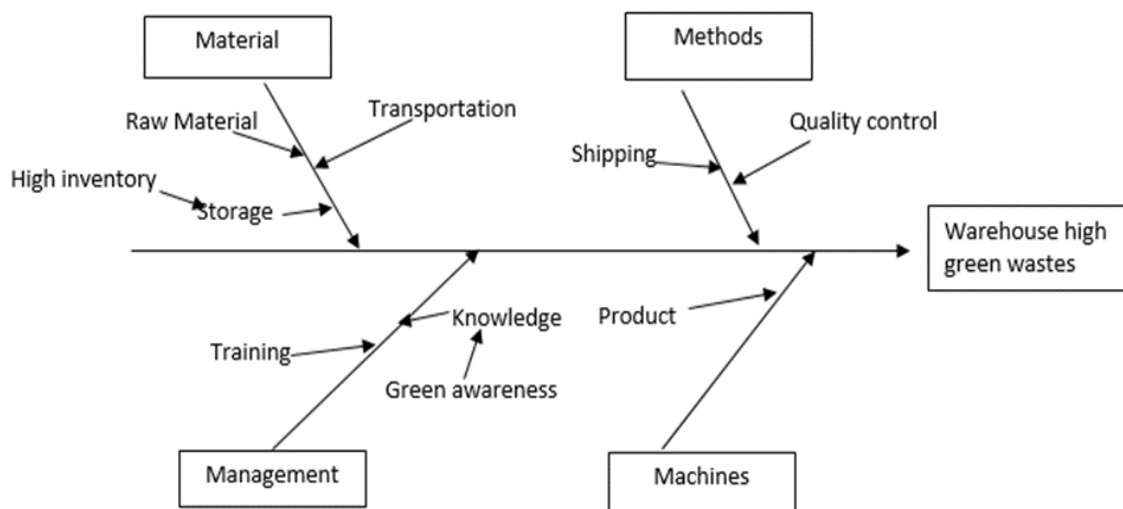 Material
Methods
Raw Material
Transportation
Quality control
Shipping
High inventory
Storage
Warehouse high
green wastes
Knowledge
Product
Training
Green awareness
Management
Machines